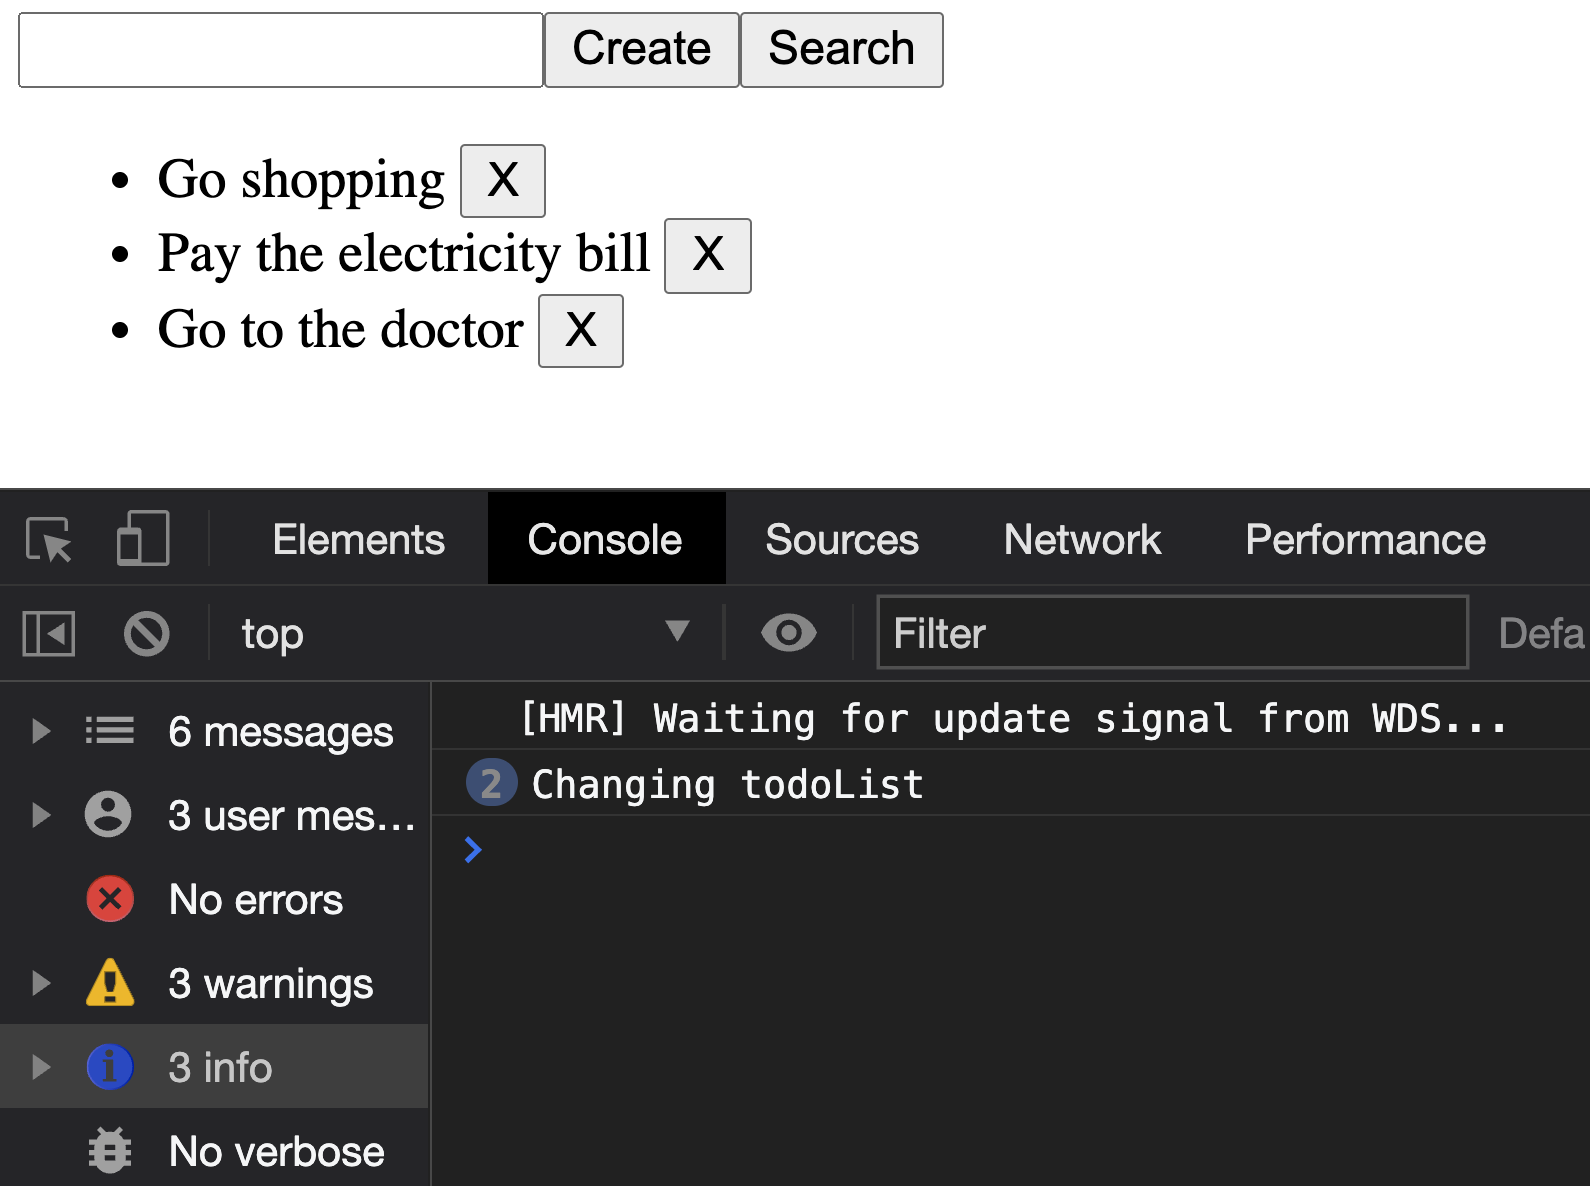 Create Search
Go shopping X
Pay the electricity bill X
Go to the doctor X
Elements Console Sources Network Performance
top Filter Defa
6 messages
3 user mes...
No errors
3 warnings
3 info
No verbose
[HMR] Waiting for update signal from WDS...
2 Changing todoList